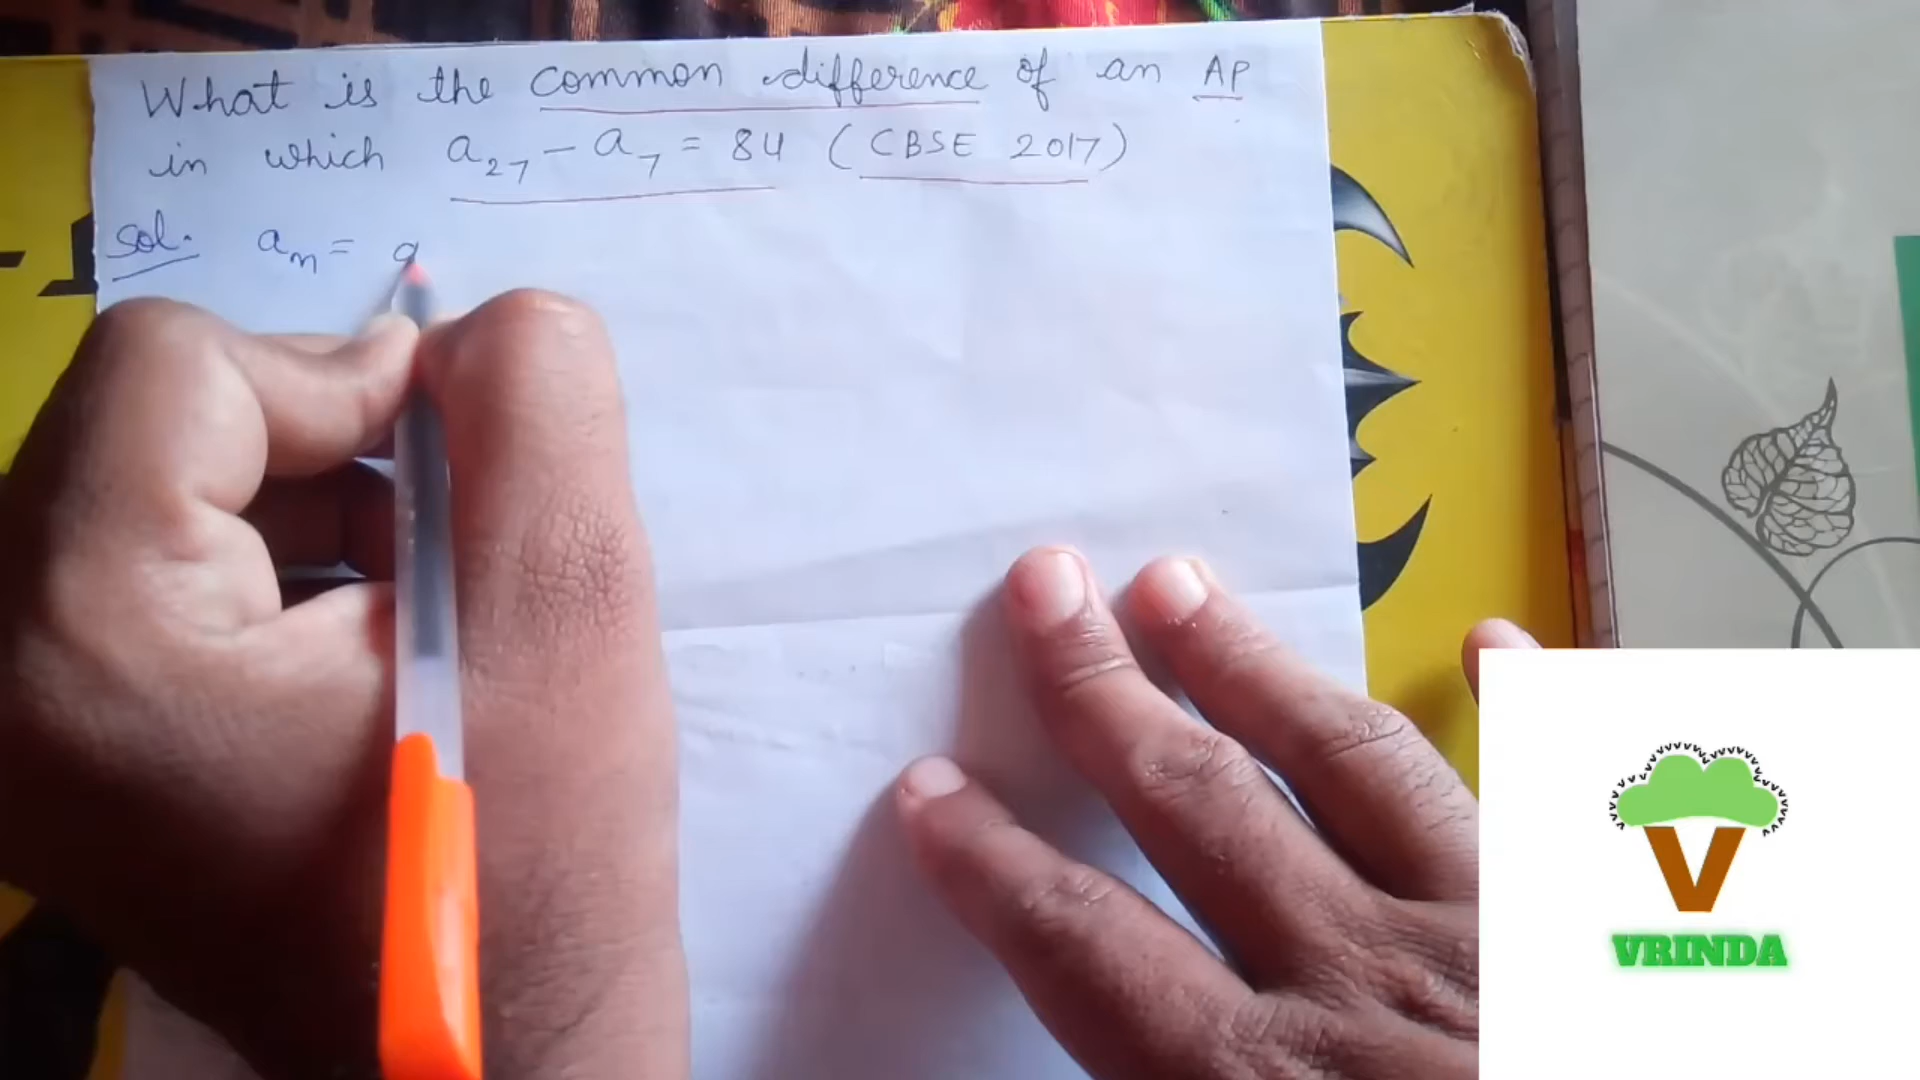 What is the common difference of an AP
in which a₂₇ - a₇ = 84 (CBSE 2017)
Sol. aₙ = a
V
VRINDA